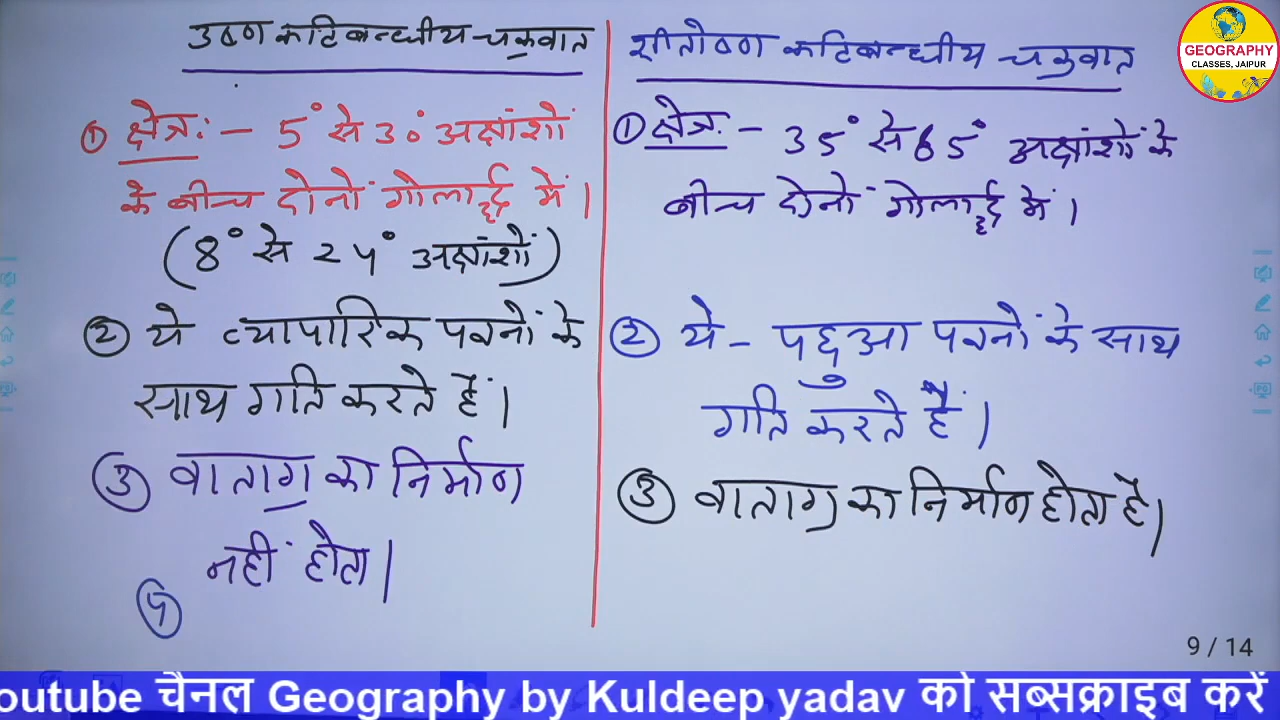 उष्ण कटिबन्धीय चक्रवात
① क्षेत्र :- 5° से 30° अक्षांशों
के बीच दोनों गोलार्द्ध में।
(8° से 24° अक्षांशों)
② ये व्यापारिक पवनों के
साथ गति करते हैं।
③ वाताग्र का निर्माण
नहीं होता।
④
शीतोष्ण कटिबन्धीय चक्रवात
① क्षेत्र :- 35° से 65° अक्षांशों के
बीच दोनों गोलार्द्ध में।
② ये - पछुआ पवनों के साथ
गति करते हैं।
③ वाताग्र का निर्माण होता है।
GEOGRAPHY
CLASSES, JAIPUR
9 / 14
outube चैनल Geography by Kuldeep yadav को सब्सक्राइब करें